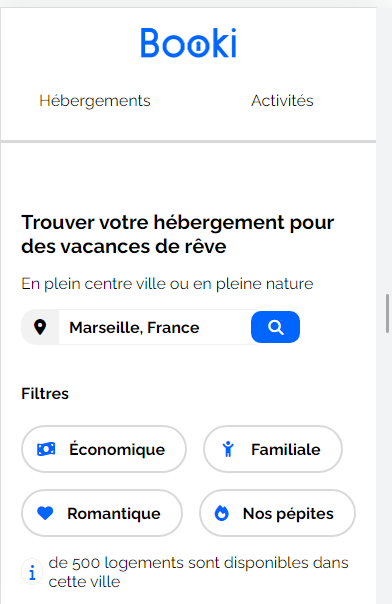 Booki
Hébergements Activités
Trouver votre hébergement pour
des vacances de rêve
En plein centre ville ou en pleine nature
Marseille, France
Filtres
Économique Familiale
Romantique Nos pépites
de 500 logements sont disponibles dans
cette ville